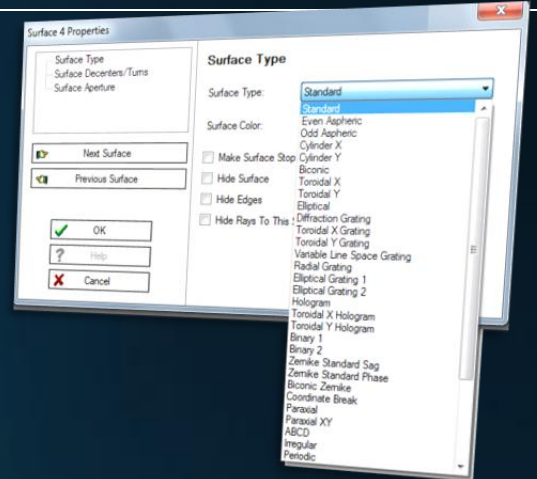 Surface 4 Properties
Surface Type
Surface Decenters/Turns
Surface Aperture
Next Surface
Previous Surface
OK
Help
Cancel
Surface Type
Surface Type:
Standard
Surface Color:
Make Surface Stop
Hide Surface
Hide Edges
Hide Rays To This
Standard
Even Aspheric
Odd Aspheric
Cylinder X
Cylinder Y
Biconic
Toroidal X
Toroidal Y
Elliptical
Diffraction Grating
Toroidal X Grating
Toroidal Y Grating
Variable Line Space Grating
Radial Grating
Elliptical Grating 1
Elliptical Grating 2
Hologram
Toroidal X Hologram
Toroidal Y Hologram
Binary 1
Binary 2
Zernike Standard Sag
Zernike Standard Phase
Biconic Zernike
Coordinate Break
Paraxial
Paraxial XY
ABCD
Irregular
Periodic